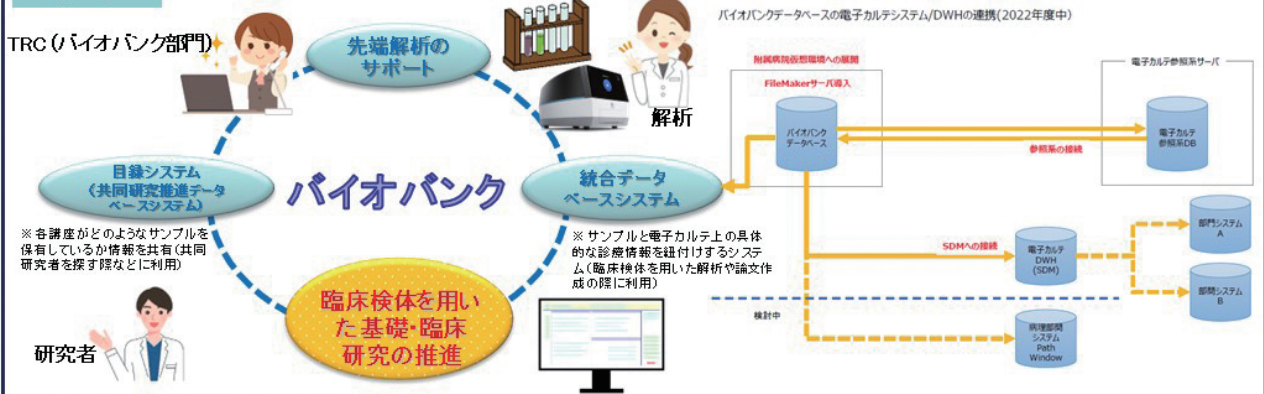 TRC(バイオバンク部門)
先端解析の
サポート
解析
目録システム
(共同研究推進データ
ベースシステム)
バイオバンク
統合データ
ベースシステム
※各講座がどのようなサンプルを
保有しているか情報を共有(共同
研究者を探す際などに利用)
※サンプルと電子カルテ上の具体
的な診療情報を紐付けするシステ
ム(臨床検体を用いた解析や論文作
成の際に利用)
臨床検体を用い
た基礎・臨床
研究の推進
研究者
バイオバンクデータベースの電子カルテシステム/DWHの連携(2022年度中)
附属病院仮想環境への展開
FileMakerサーバ導入
電子カルテ参照系サーバ
バイオバンク
データベース
電子カルテ
参照系DB
参照系の接続
SDMへの接続
電子カルテ
DWH
(SDM)
部門システム
A
部門システム
B
検討中
病理部門
システム
Path
Window